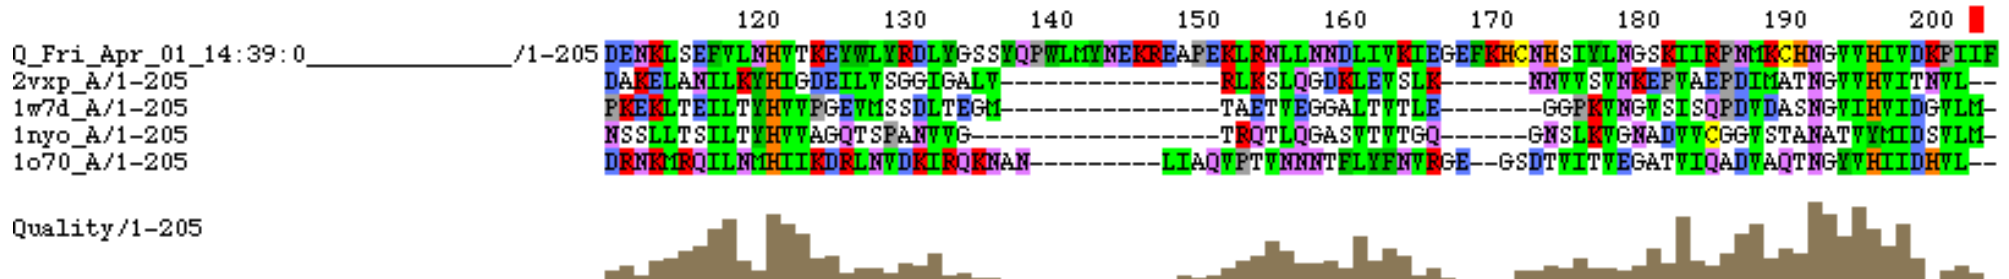 120 130 140 150 160 170 180 190 200
Q_Fri_Apr_01_14:39:0_______________/1-205 DENKLSEFVLNHVTKEYWLYRDLYGSSYQPWLMYNEKREAPEKLRNLLNNDLIVKIEGEFKHCNHSIYLNGSKIIRPNMKCHNGVVHIVDKPIIF
2vxp_A/1-205 DAKELANILKYHIGDEILVSGGIGALV---------------RLKSLQGDKLEVSLK------NNVVSVNKEPVAEPDIMATNGVVHVITNVL--
1w7d_A/1-205 PKEKLTEILTYHVVPGEVMSSDLTEGM---------------TAETVEGGALTVTLE-------GGPKVNGVSISQPDVDASNGVIHVIDGVLM-
1nyo_A/1-205 NSSLLTSILTYHVVAGQTSPANVVG-----------------TRQTLQGASVTVTGQ------GNSLKVGNADVVCGGVSTANATVYMIDSVLM-
1o70_A/1-205 DRNKMRQILNMHIIKDRLNVDKIRQKNAN---------LIAQVPTVNNNTFLYFNVRGE--GSDTVITVEGATVIQADVAQTNGYVHIIDHVL--
Quality/1-205